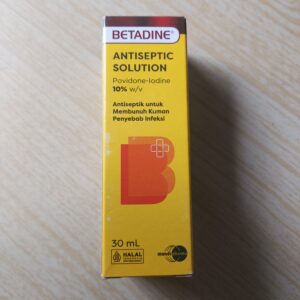 BETADINE®
ANTISEPTIC
SOLUTION
Povidone-Iodine
10% w/v
Antiseptik untuk
Membunuh Kuman
Penyebab Infeksi
B
30 mL
HALAL